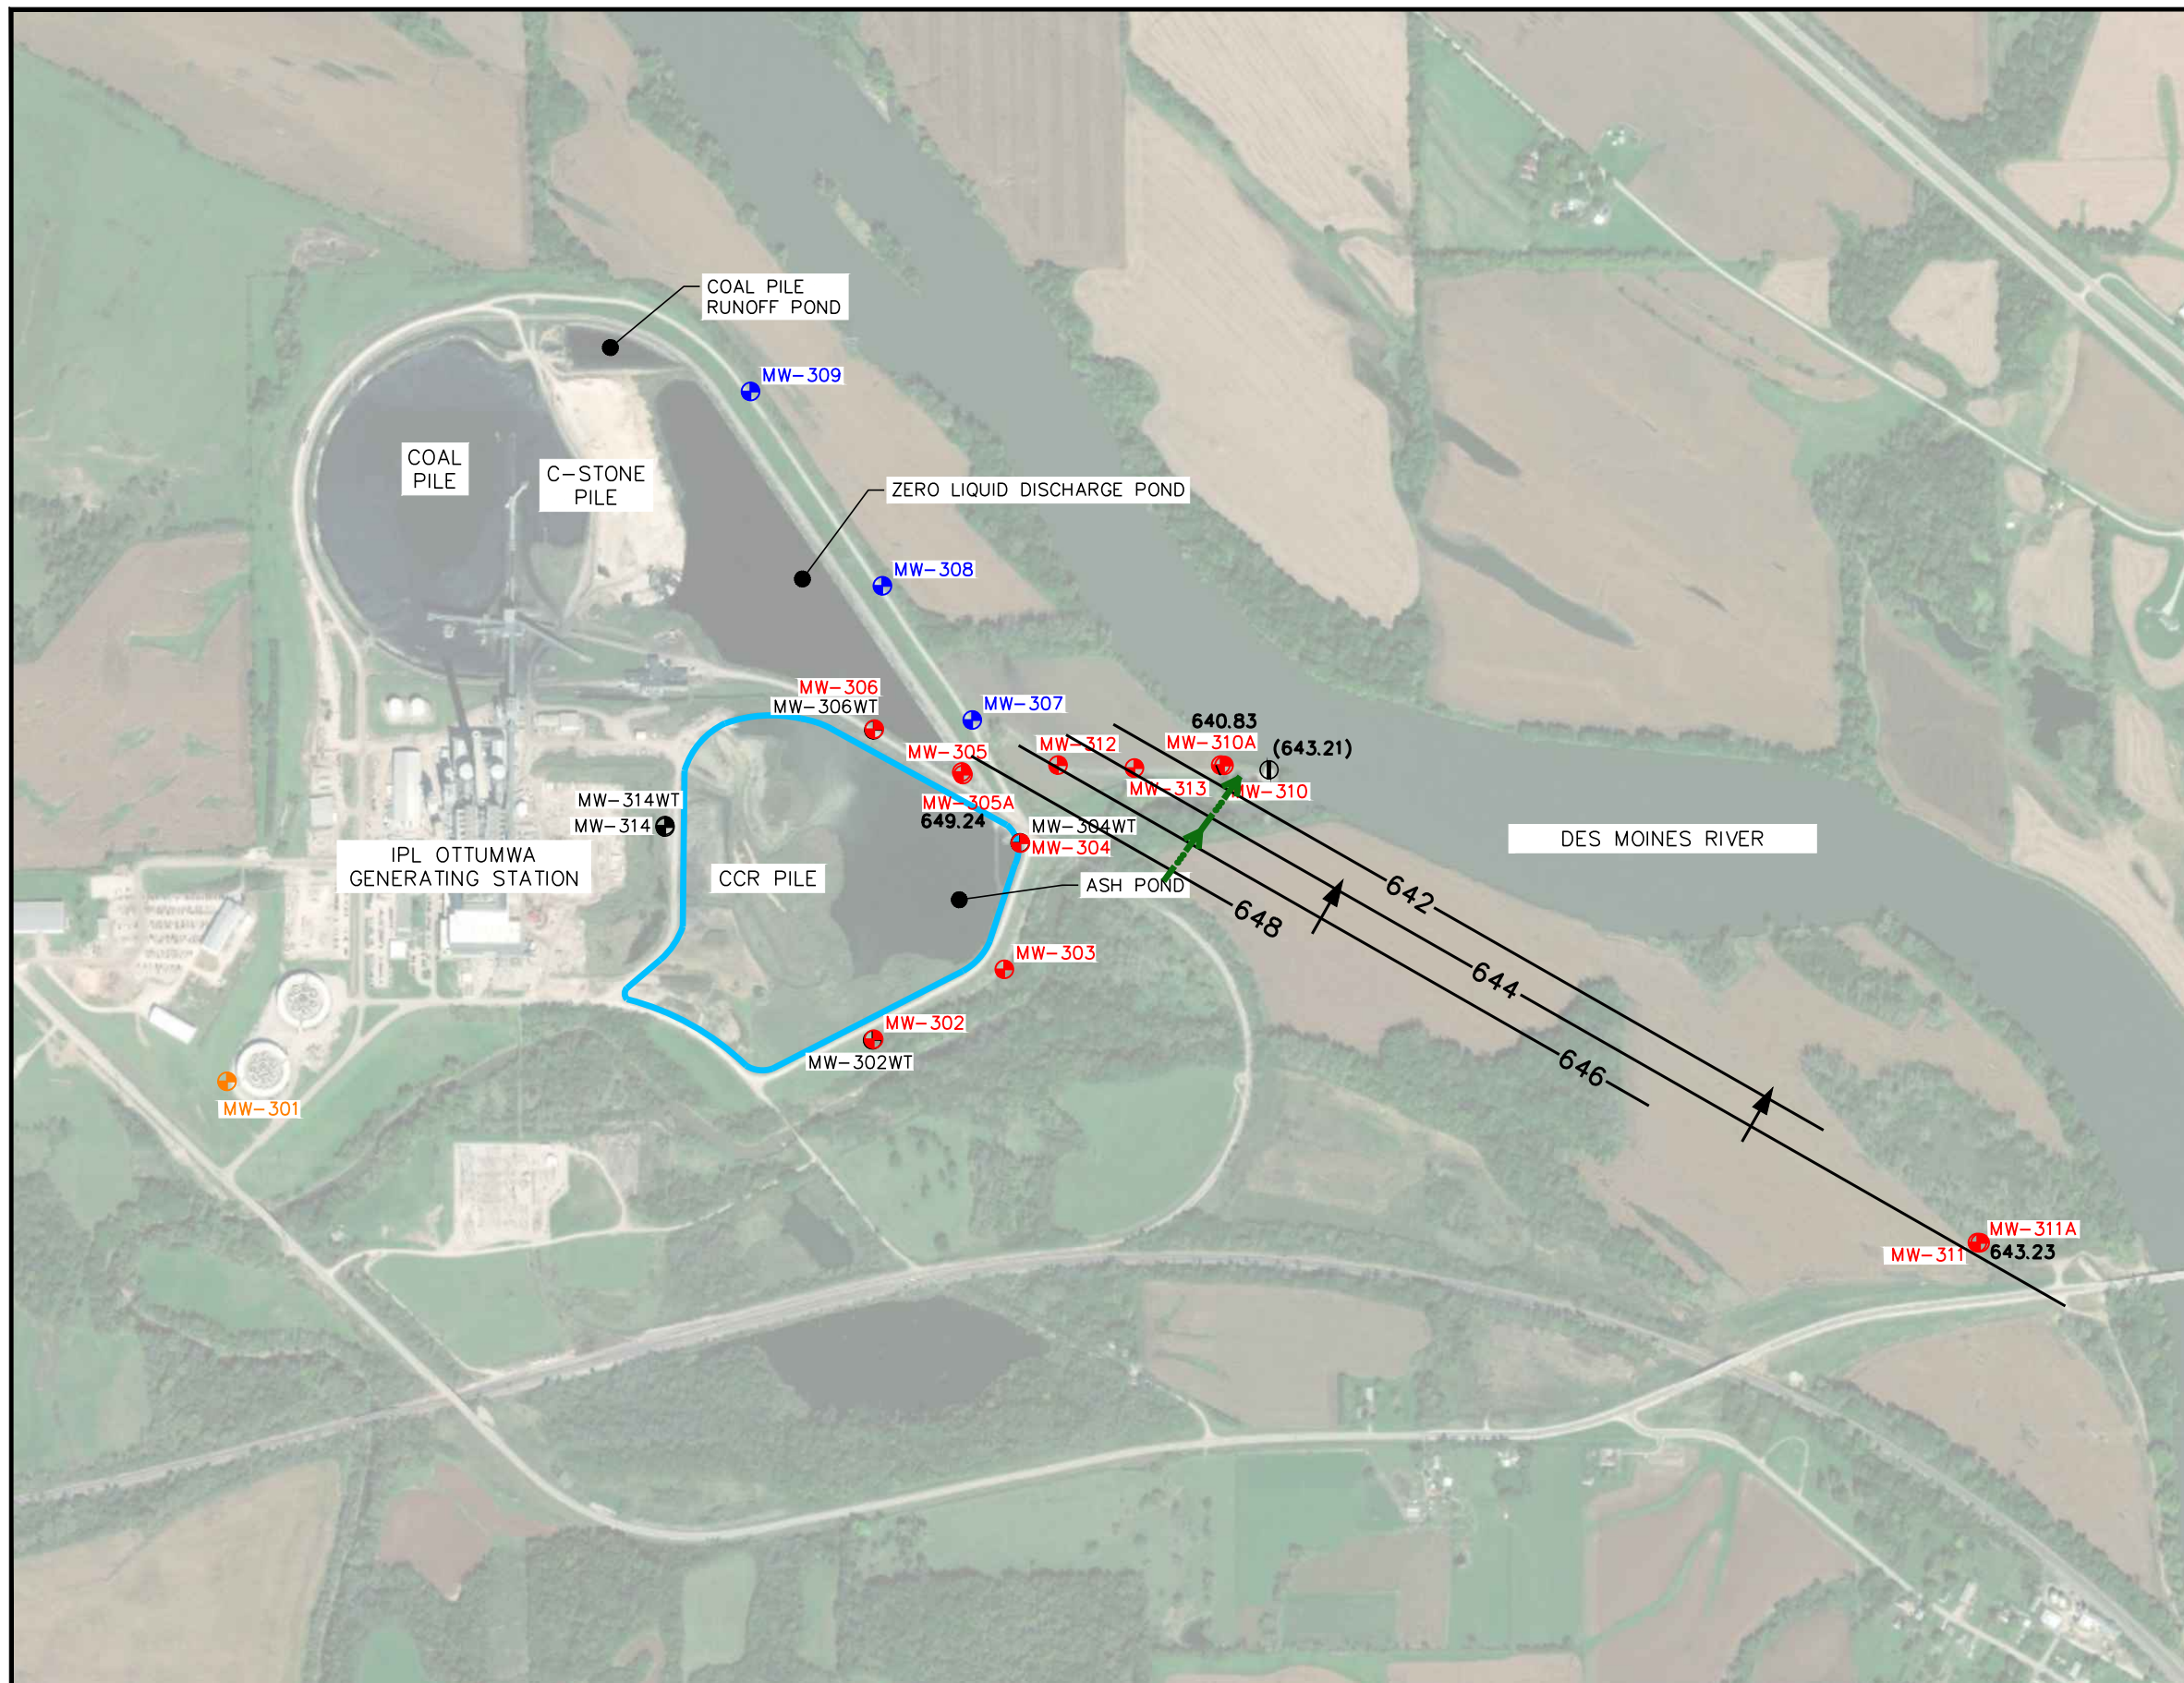 COAL PILE
RUNOFF POND
MW-309
COAL
PILE
C-STONE
PILE
ZERO LIQUID DISCHARGE POND
MW-308
MW-306
MW-306WT
MW-307
640.83
MW-310A
(643.21)
MW-312
MW-305
MW-313
MW-310
MW-305A
649.24
MW-314WT
MW-314
MW-304WT
MW-304
DES MOINES RIVER
IPL OTTUMWA
GENERATING STATION
CCR PILE
ASH POND
642
648
MW-303
644
MW-302
MW-302WT
646
MW-301
MW-311A
MW-311
643.23